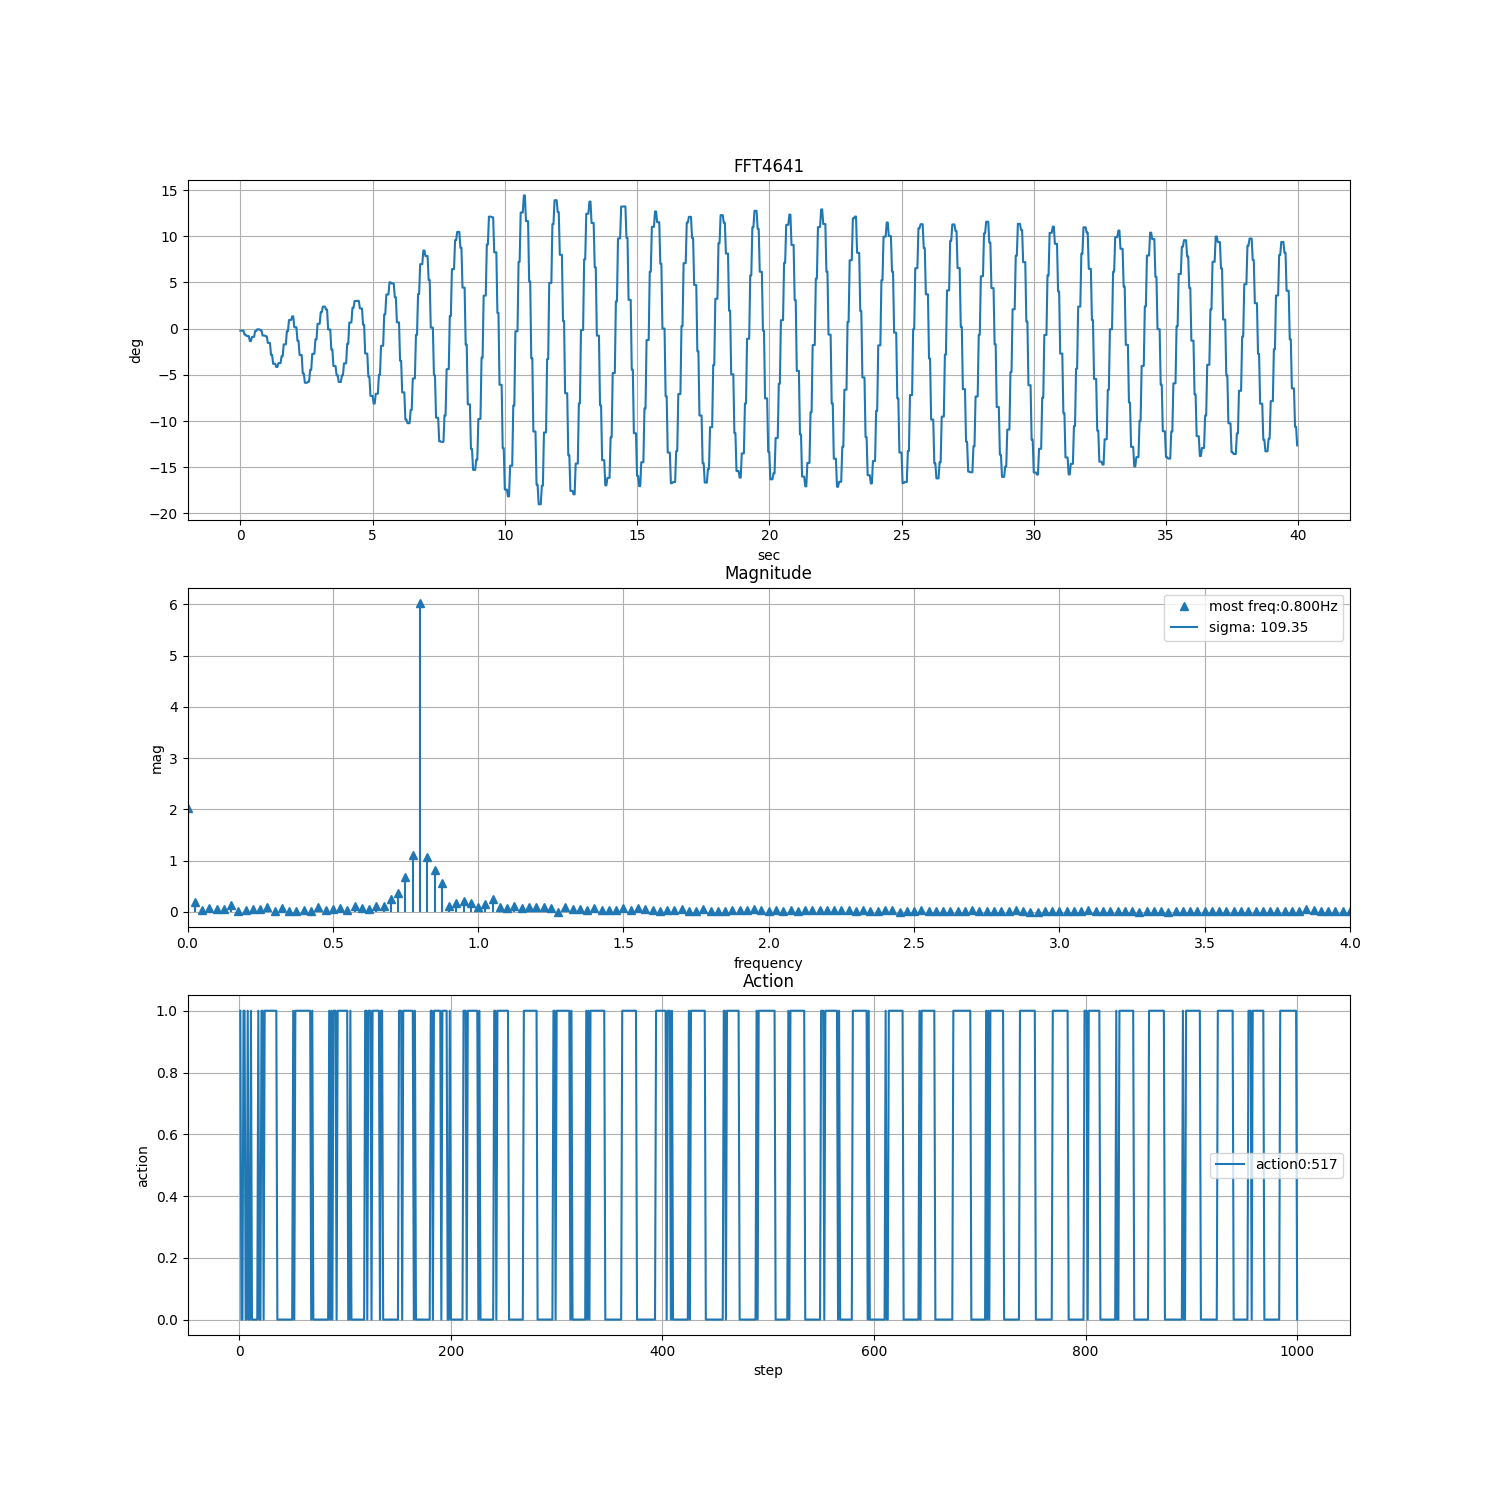 FFT4641
15
10
5
0
−5
−10
−15
−20
deg
0 5 10 15 20 25 30 35 40
sec
Magnitude
6
5
4
3
2
1
0
mag
most freq:0.800Hz
sigma: 109.35
0.0 0.5 1.0 1.5 2.0 2.5 3.0 3.5 4.0
frequency
Action
1.0
0.8
0.6
0.4
0.2
0.0
action
action0:517
0 200 400 600 800 1000
step